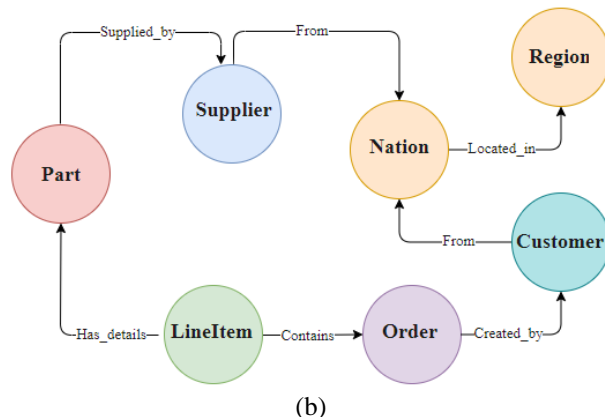 Supplied_by
From
Region
Supplier
Nation
Located_in
Part
From
Customer
Has_details
LineItem
Contains
Order
Created_by
(b)